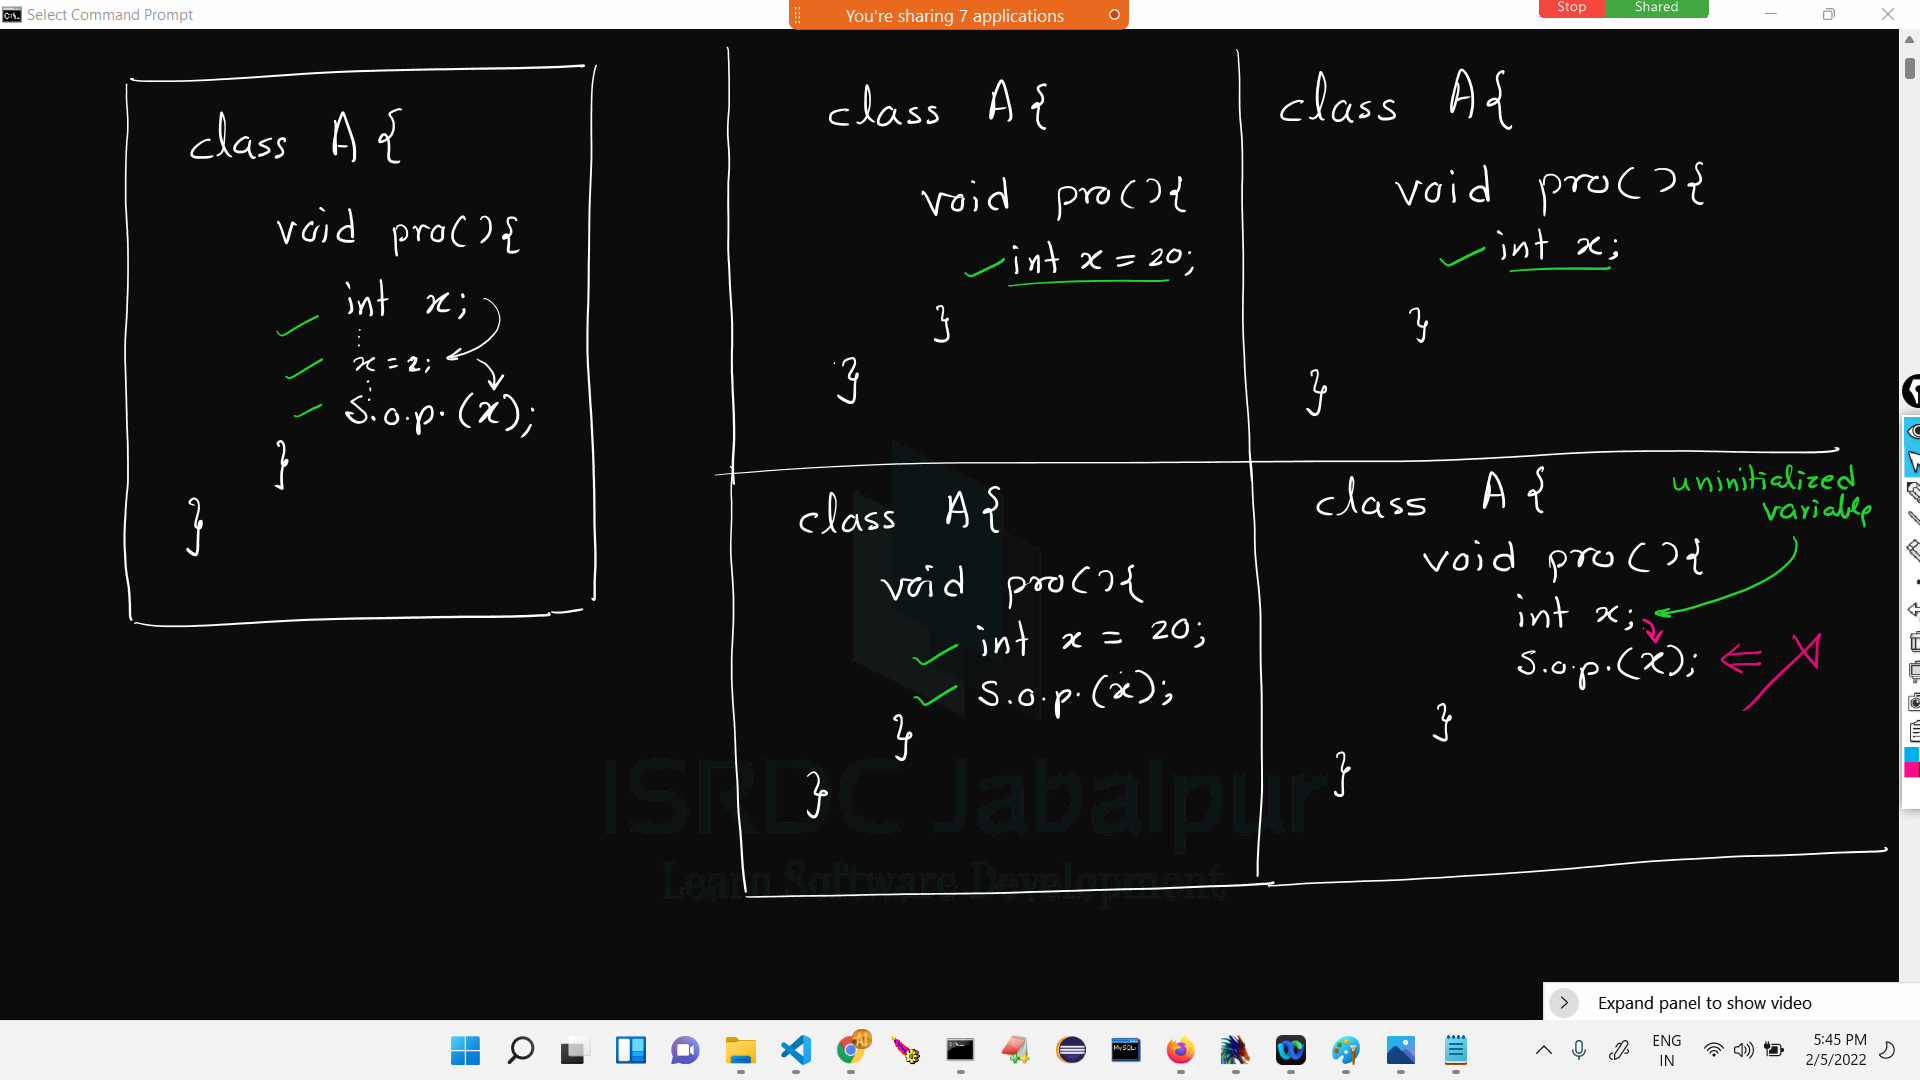 Select Command Prompt
You're sharing 7 applications
Stop
Shared
class A{
void pro(){
int x;
x = 2;
S.o.p.(x);
}
}
class A{
void pro(){
int x = 20;
}
}
class A{
void pro(){
int x;
}
}
class A{
void pro(){
int x = 20;
S.o.p.(x);
}
}
uninitialized
variable
class A{
void pro(){
int x;
S.o.p.(x);
}
}
ISRDC Jabalpur
Learn Software Development
Expand panel to show video
AI
MySQL
ENG
IN
5:45 PM
2/5/2022